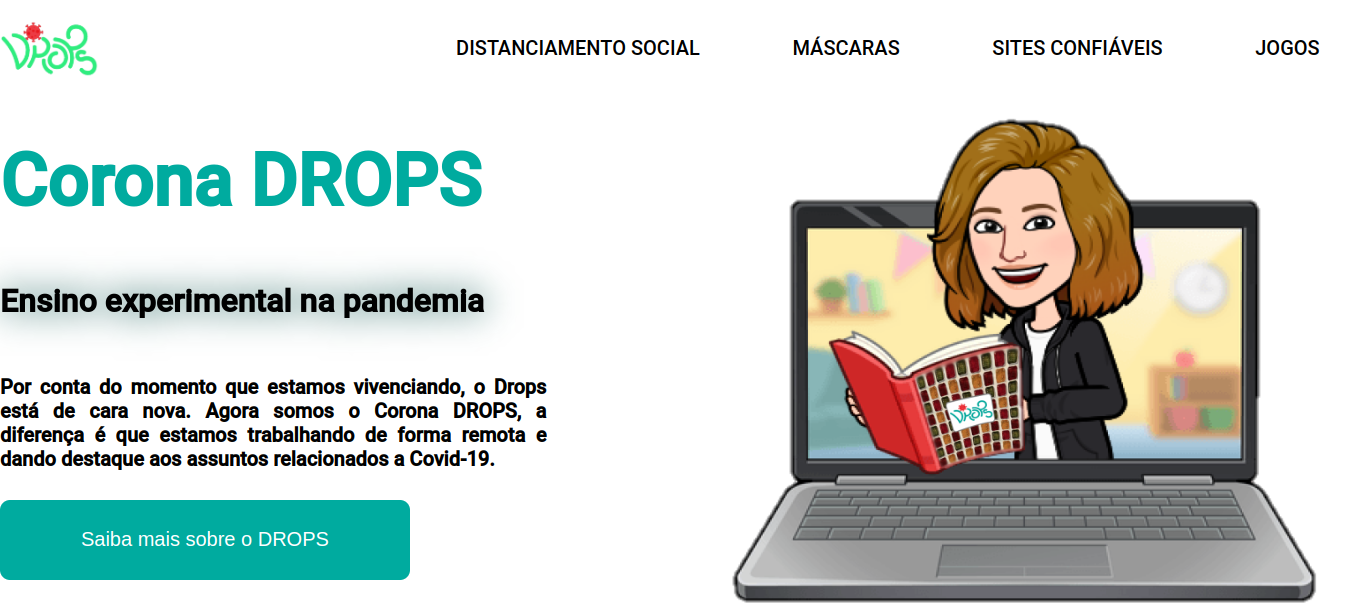 DROPS
DISTANCIAMENTO SOCIAL
MÁSCARAS
SITES CONFIÁVEIS
JOGOS
Corona DROPS
Ensino experimental na pandemia
Por conta do momento que estamos vivenciando, o Drops
está de cara nova. Agora somos o Corona DROPS, a
diferença é que estamos trabalhando de forma remota e
dando destaque aos assuntos relacionados a Covid-19.
Saiba mais sobre o DROPS
DROPS